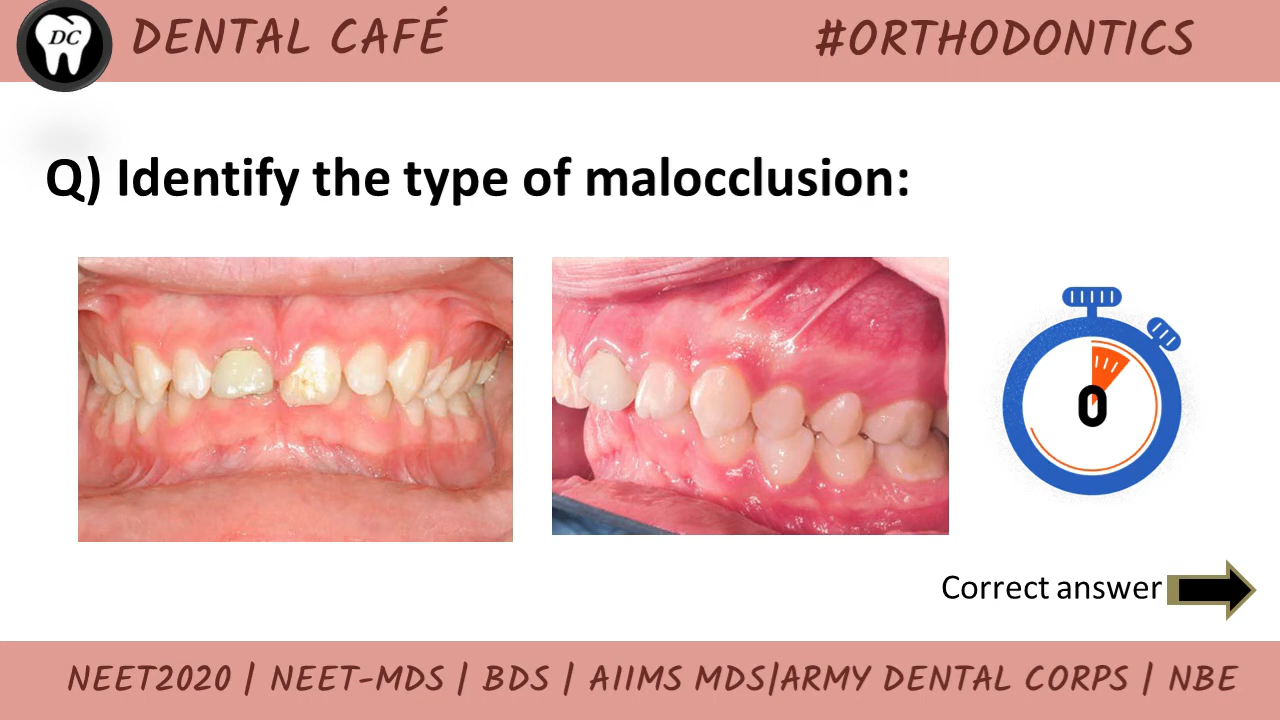 DC
DENTAL CAFÉ
#ORTHODONTICS
Q) Identify the type of malocclusion:
0
Correct answer
NEET2020 | NEET-MDS | BDS | AIIMS MDS|ARMY DENTAL CORPS | NBE